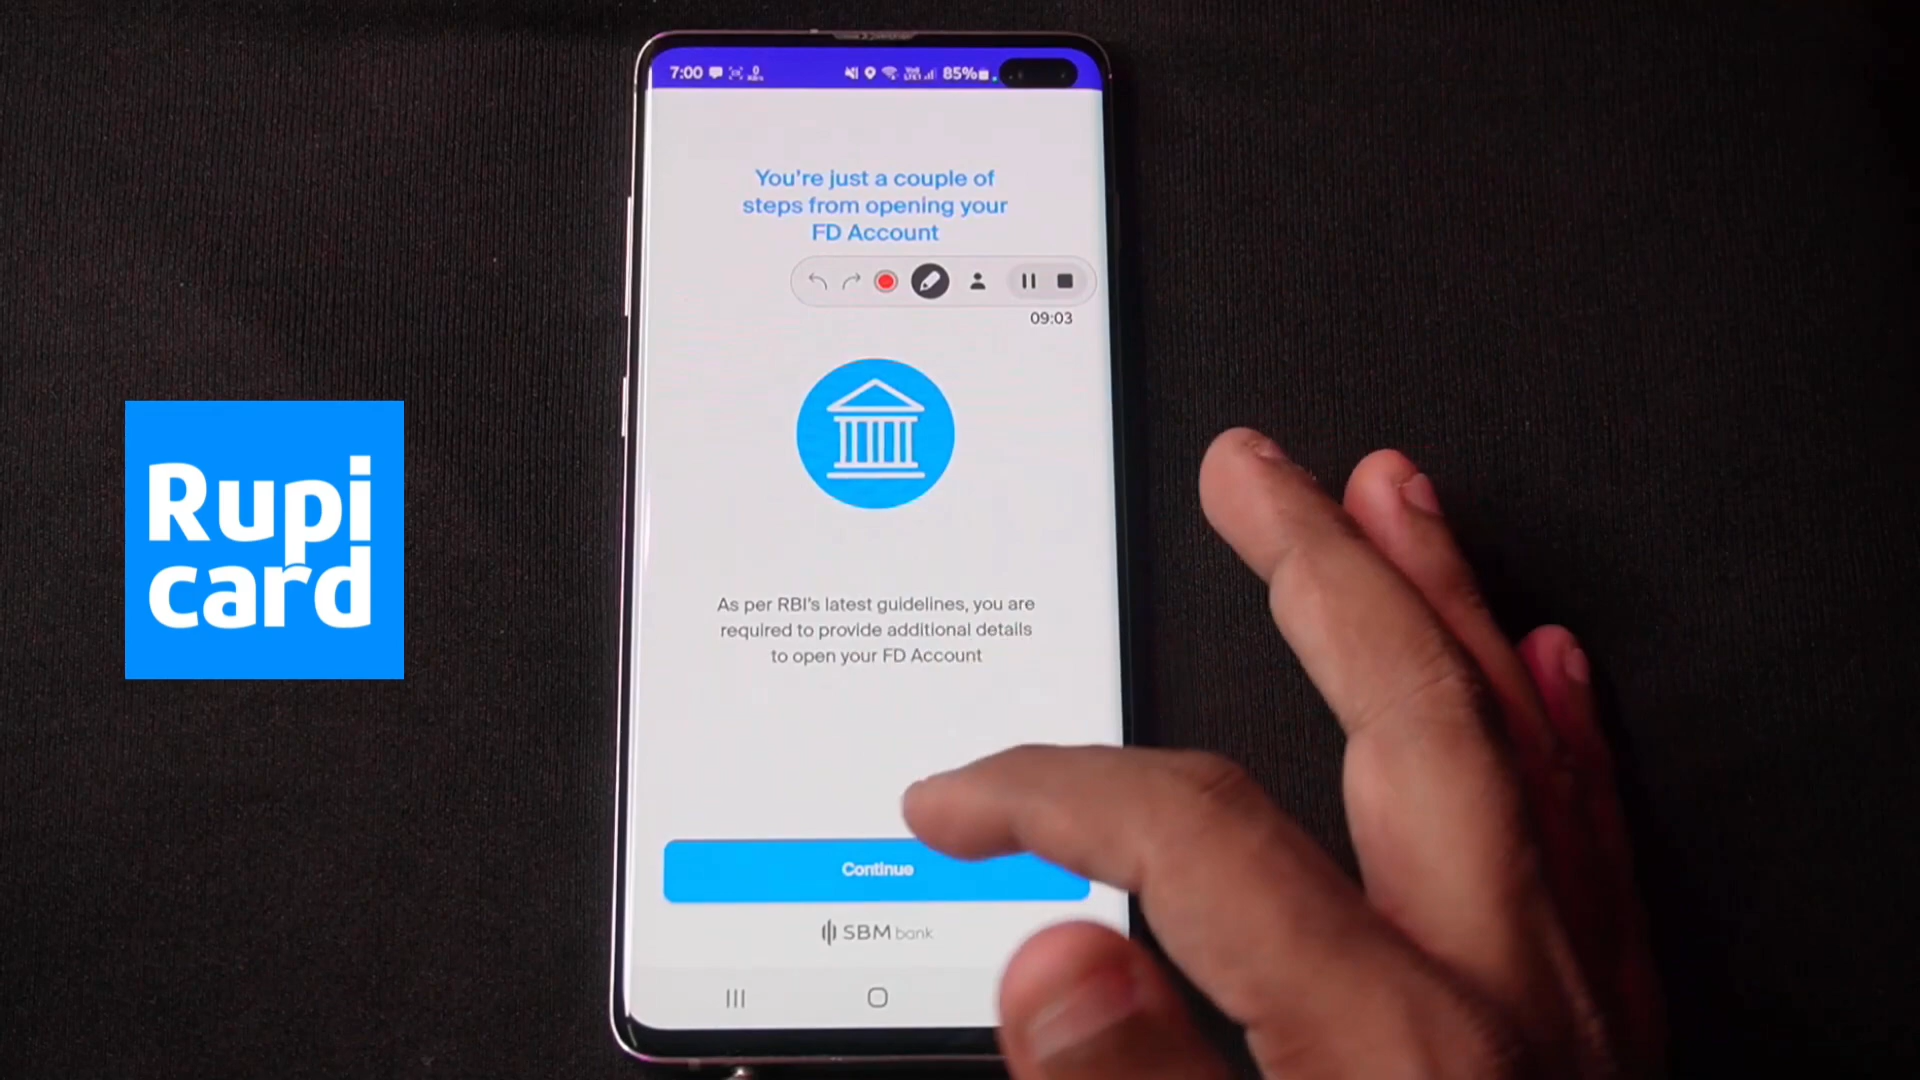 7:00
85%
You're just a couple of
steps from opening your
FD Account
09:03
Rupi
card
As per RBI's latest guidelines, you are
required to provide additional details
to open your FD Account
Continue
SBM bank